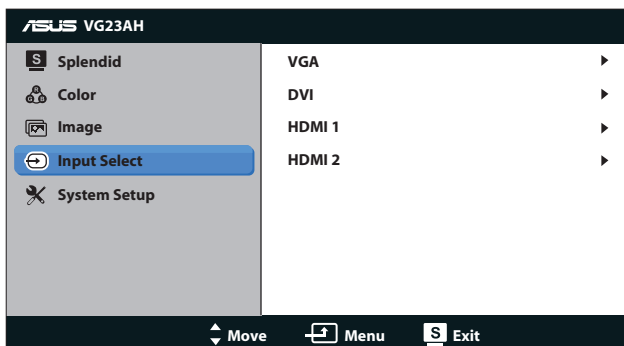 ASUS VG23AH
S Splendid
Color
Image
Input Select
System Setup
VGA
DVI
HDMI 1
HDMI 2
Move Menu S Exit